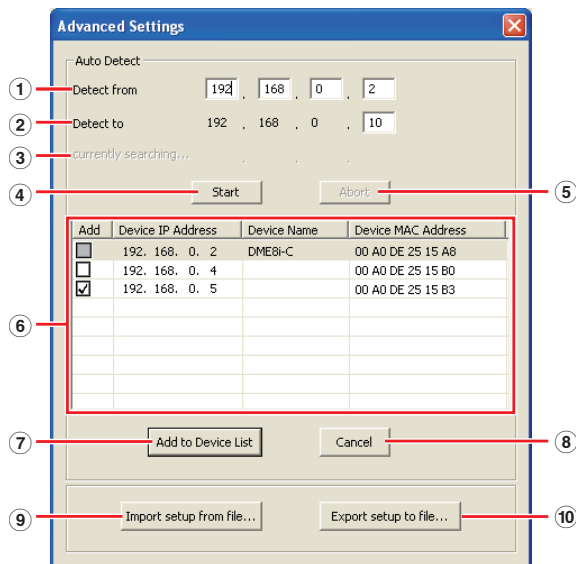 Advanced Settings
Auto Detect
① Detect from 192 . 168 . 0 . 2
② Detect to 192 . 168 . 0 . 10
③ currently searching... . . .
④ Start Abort ⑤
Add Device IP Address Device Name Device MAC Address
192. 168. 0. 2 DME8i-C 00 A0 DE 25 15 A8
192. 168. 0. 4 00 A0 DE 25 15 B0
⑥ 192. 168. 0. 5 00 A0 DE 25 15 B3
⑦ Add to Device List Cancel ⑧
⑨ Import setup from file... Export setup to file... ⑩